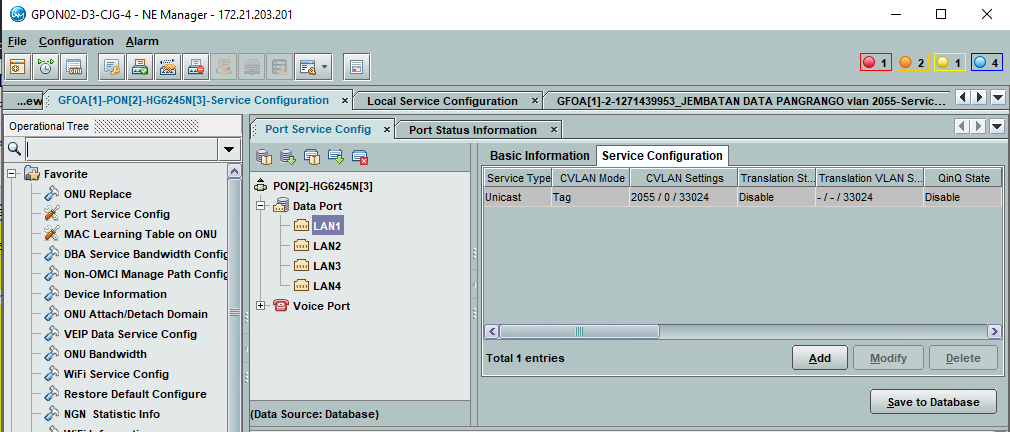 GPON02-D3-CJG-4 - NE Manager - 172.21.203.201
File Configuration Alarm
1 2 1 4
...ew GFOA[1]-PON[2]-HG6245N[3]-Service Configuration Local Service Configuration GFOA[1]-2-1271439953_JEMBATAN DATA PANGRANGO vlan 2055-Servic...
Operational Tree
Favorite
ONU Replace
Port Service Config
MAC Learning Table on ONU
DBA Service Bandwidth Config
Non-OMCI Manage Path Config
Device Information
ONU Attach/Detach Domain
VEIP Data Service Config
ONU Bandwidth
WiFi Service Config
Restore Default Configure
NGN Statistic Info
Port Service Config Port Status Information
PON[2]-HG6245N[3]
Data Port
LAN1
LAN2
LAN3
LAN4
Voice Port
(Data Source: Database)
Basic Information Service Configuration
Service Type CVLAN Mode CVLAN Settings Translation St... Translation VLAN S... QinQ State
Unicast Tag 2055 / 0 / 33024 Disable - / - / 33024 Disable
Total 1 entries
Add Modify Delete
Save to Database